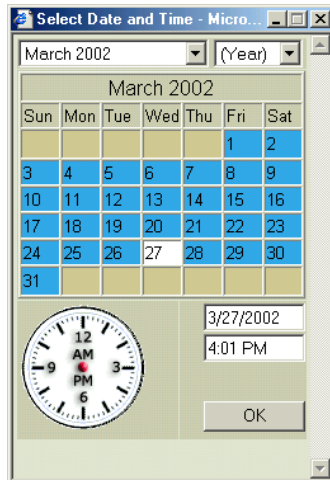 Select Date and Time - Micro...
March 2002 (Year)
March 2002
Sun Mon Tue Wed Thu Fri Sat
1 2
3 4 5 6 7 8 9
10 11 12 13 14 15 16
17 18 19 20 21 22 23
24 25 26 27 28 29 30
31
3/27/2002
4:01 PM
12
AM
9 3
PM
6
OK